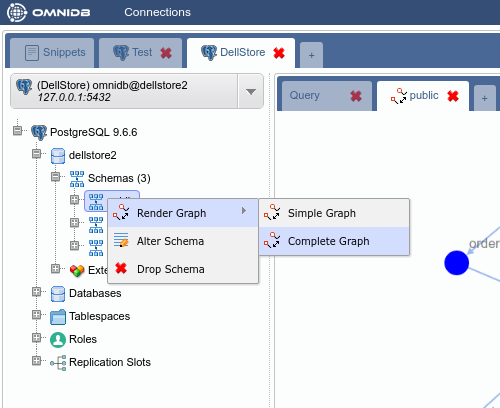 OMNIDB Connections
Snippets Test DellStore +
(DellStore) omnidb@dellstore2
127.0.0.1:5432
Query public +
PostgreSQL 9.6.6
dellstore2
Schemas (3)
Render Graph
Simple Graph
Alter Schema
Complete Graph
Drop Schema
order
Databases
Tablespaces
Roles
Replication Slots